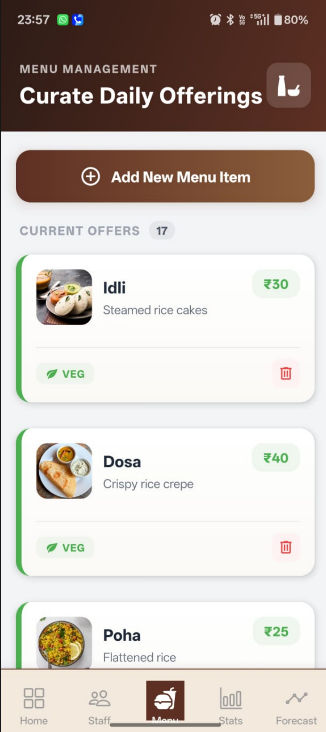 23:57
80%
MENU MANAGEMENT
Curate Daily Offerings
Add New Menu Item
CURRENT OFFERS 17
Idli
₹30
Steamed rice cakes
VEG
Dosa
₹40
Crispy rice crepe
VEG
Poha
₹25
Flattened rice
Home Staff Menu Stats Forecast